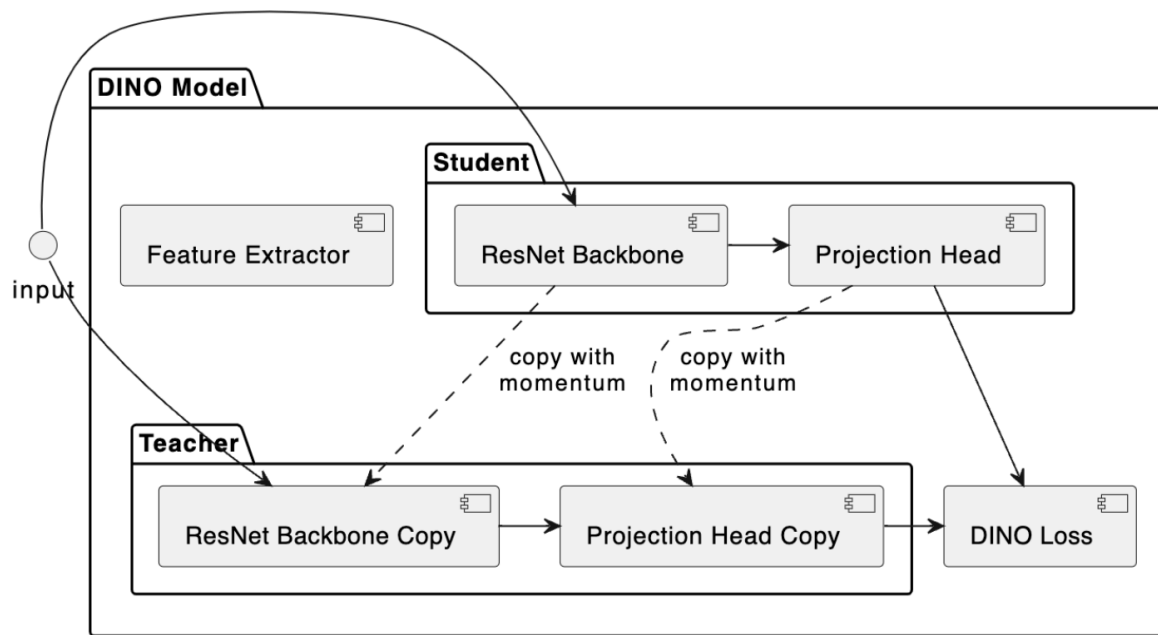 DINO Model
Student
Feature Extractor
ResNet Backbone
Projection Head
input
copy with
momentum
copy with
momentum
Teacher
ResNet Backbone Copy
Projection Head Copy
DINO Loss